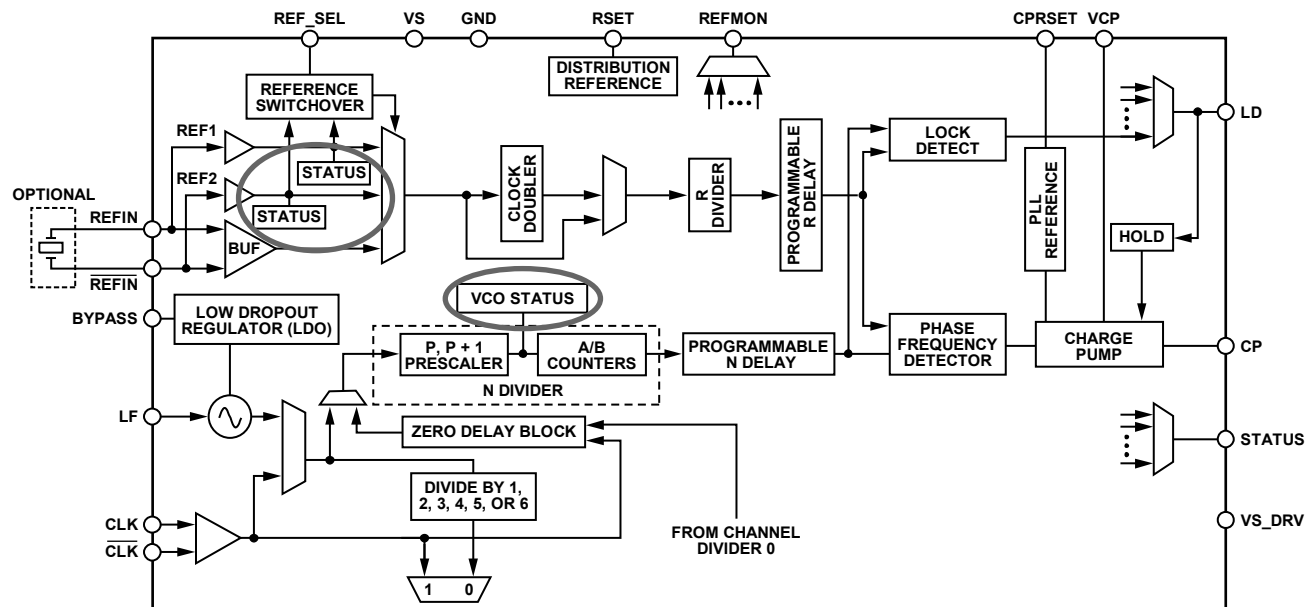 REF_SEL
VS
GND
RSET
REFMON
CPRSET
VCP
DISTRIBUTION
REFERENCE
REFERENCE
SWITCHOVER
REF1
REF2
STATUS
STATUS
OPTIONAL
REFIN
REFIN
BUF
CLOCK
DOUBLER
R
DIVIDER
PROGRAMMABLE
R DELAY
LOCK
DETECT
LD
PLL
REFERENCE
HOLD
BYPASS
LOW DROPOUT
REGULATOR (LDO)
VCO STATUS
P, P + 1
PRESCALER
A/B
COUNTERS
N DIVIDER
PROGRAMMABLE
N DELAY
PHASE
FREQUENCY
DETECTOR
CHARGE
PUMP
CP
LF
ZERO DELAY BLOCK
STATUS
DIVIDE BY 1,
2, 3, 4, 5, OR 6
CLK
CLK
FROM CHANNEL
DIVIDER 0
VS_DRV
1 0